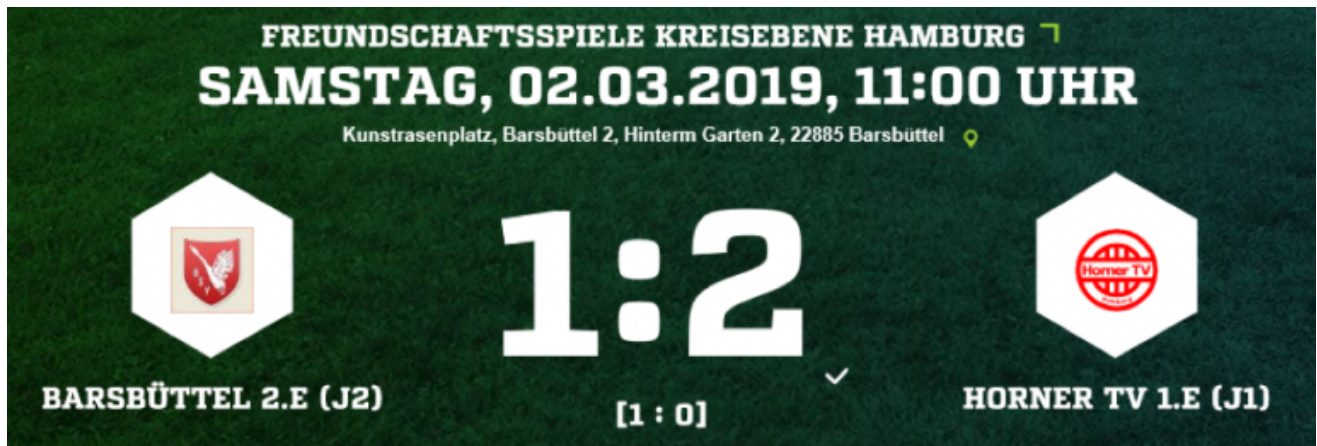 FREUNDSCHAFTSSPIELE KREISEBENE HAMBURG
SAMSTAG, 02.03.2019, 11:00 UHR
Kunstrasenplatz, Barsbüttel 2, Hinterm Garten 2, 22885 Barsbüttel
1:2
BSV
Horner TV
BARSBÜTTEL 2.E (J2)
HORNER TV 1.E (J1)
[1 : 0]